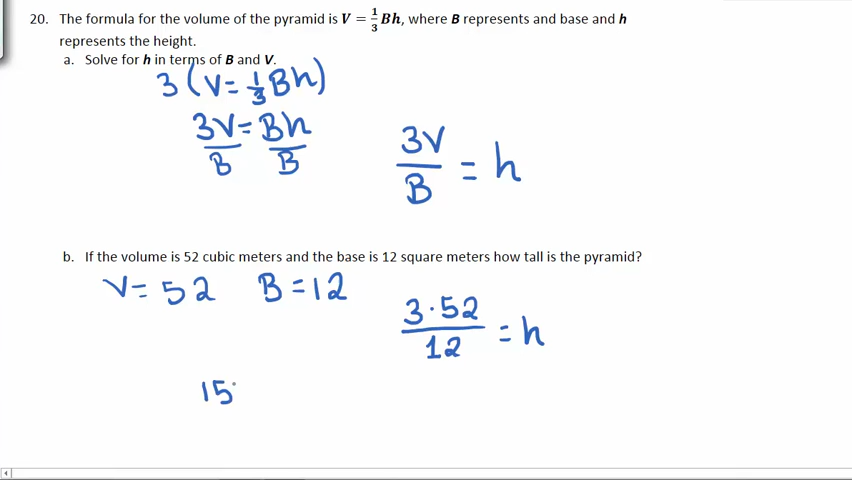 20. The formula for the volume of the pyramid is V = 1/3 Bh, where B represents and base and h
represents the height.
a. Solve for h in terms of B and V.
3 (V = 1/3 Bh)
3V/B = Bh/B
3V/B = h
b. If the volume is 52 cubic meters and the base is 12 square meters how tall is the pyramid?
V = 52 B = 12
3·52/12 = h
15